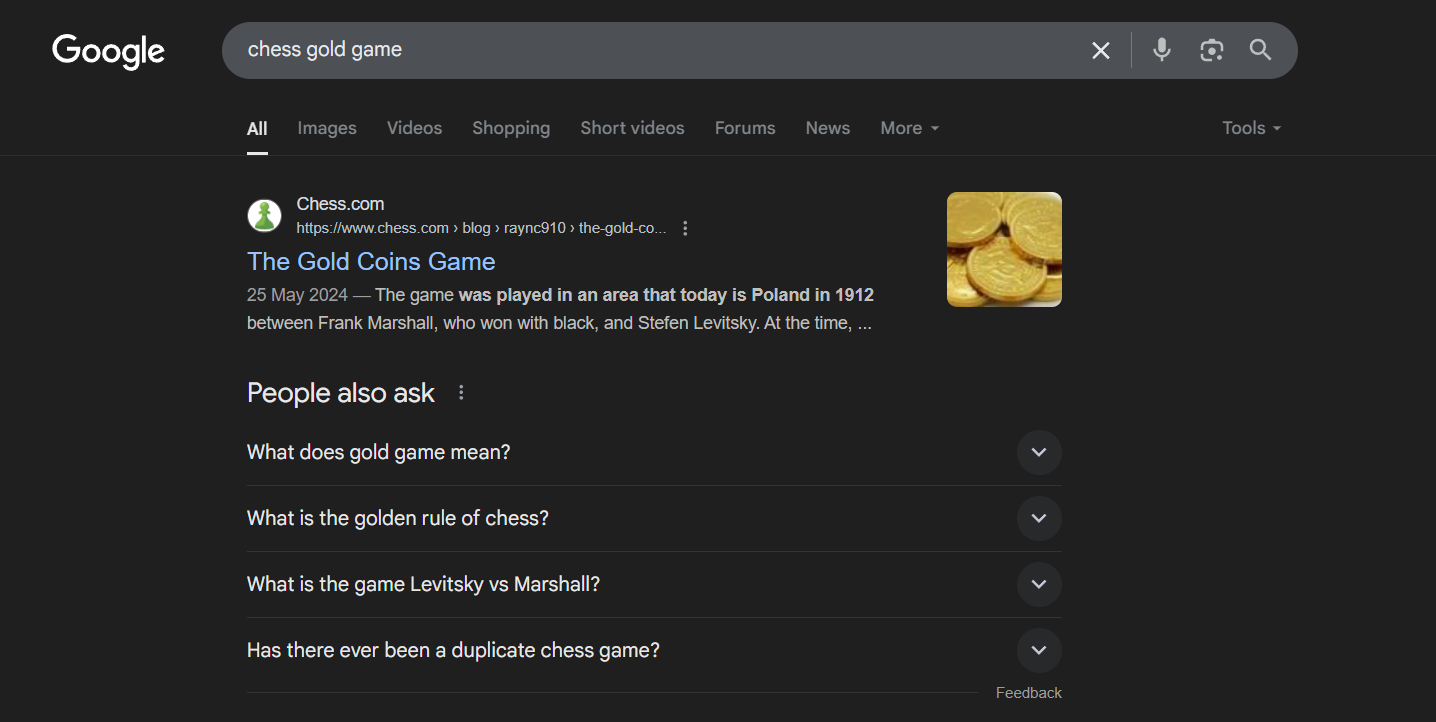 Google
chess gold game
All Images Videos Shopping Short videos Forums News More Tools
Chess.com
https://www.chess.com › blog › raync910 › the-gold-co...
The Gold Coins Game
25 May 2024 — The game was played in an area that today is Poland in 1912
between Frank Marshall, who won with black, and Stefen Levitsky. At the time, ...
People also ask
What does gold game mean?
What is the golden rule of chess?
What is the game Levitsky vs Marshall?
Has there ever been a duplicate chess game?
Feedback